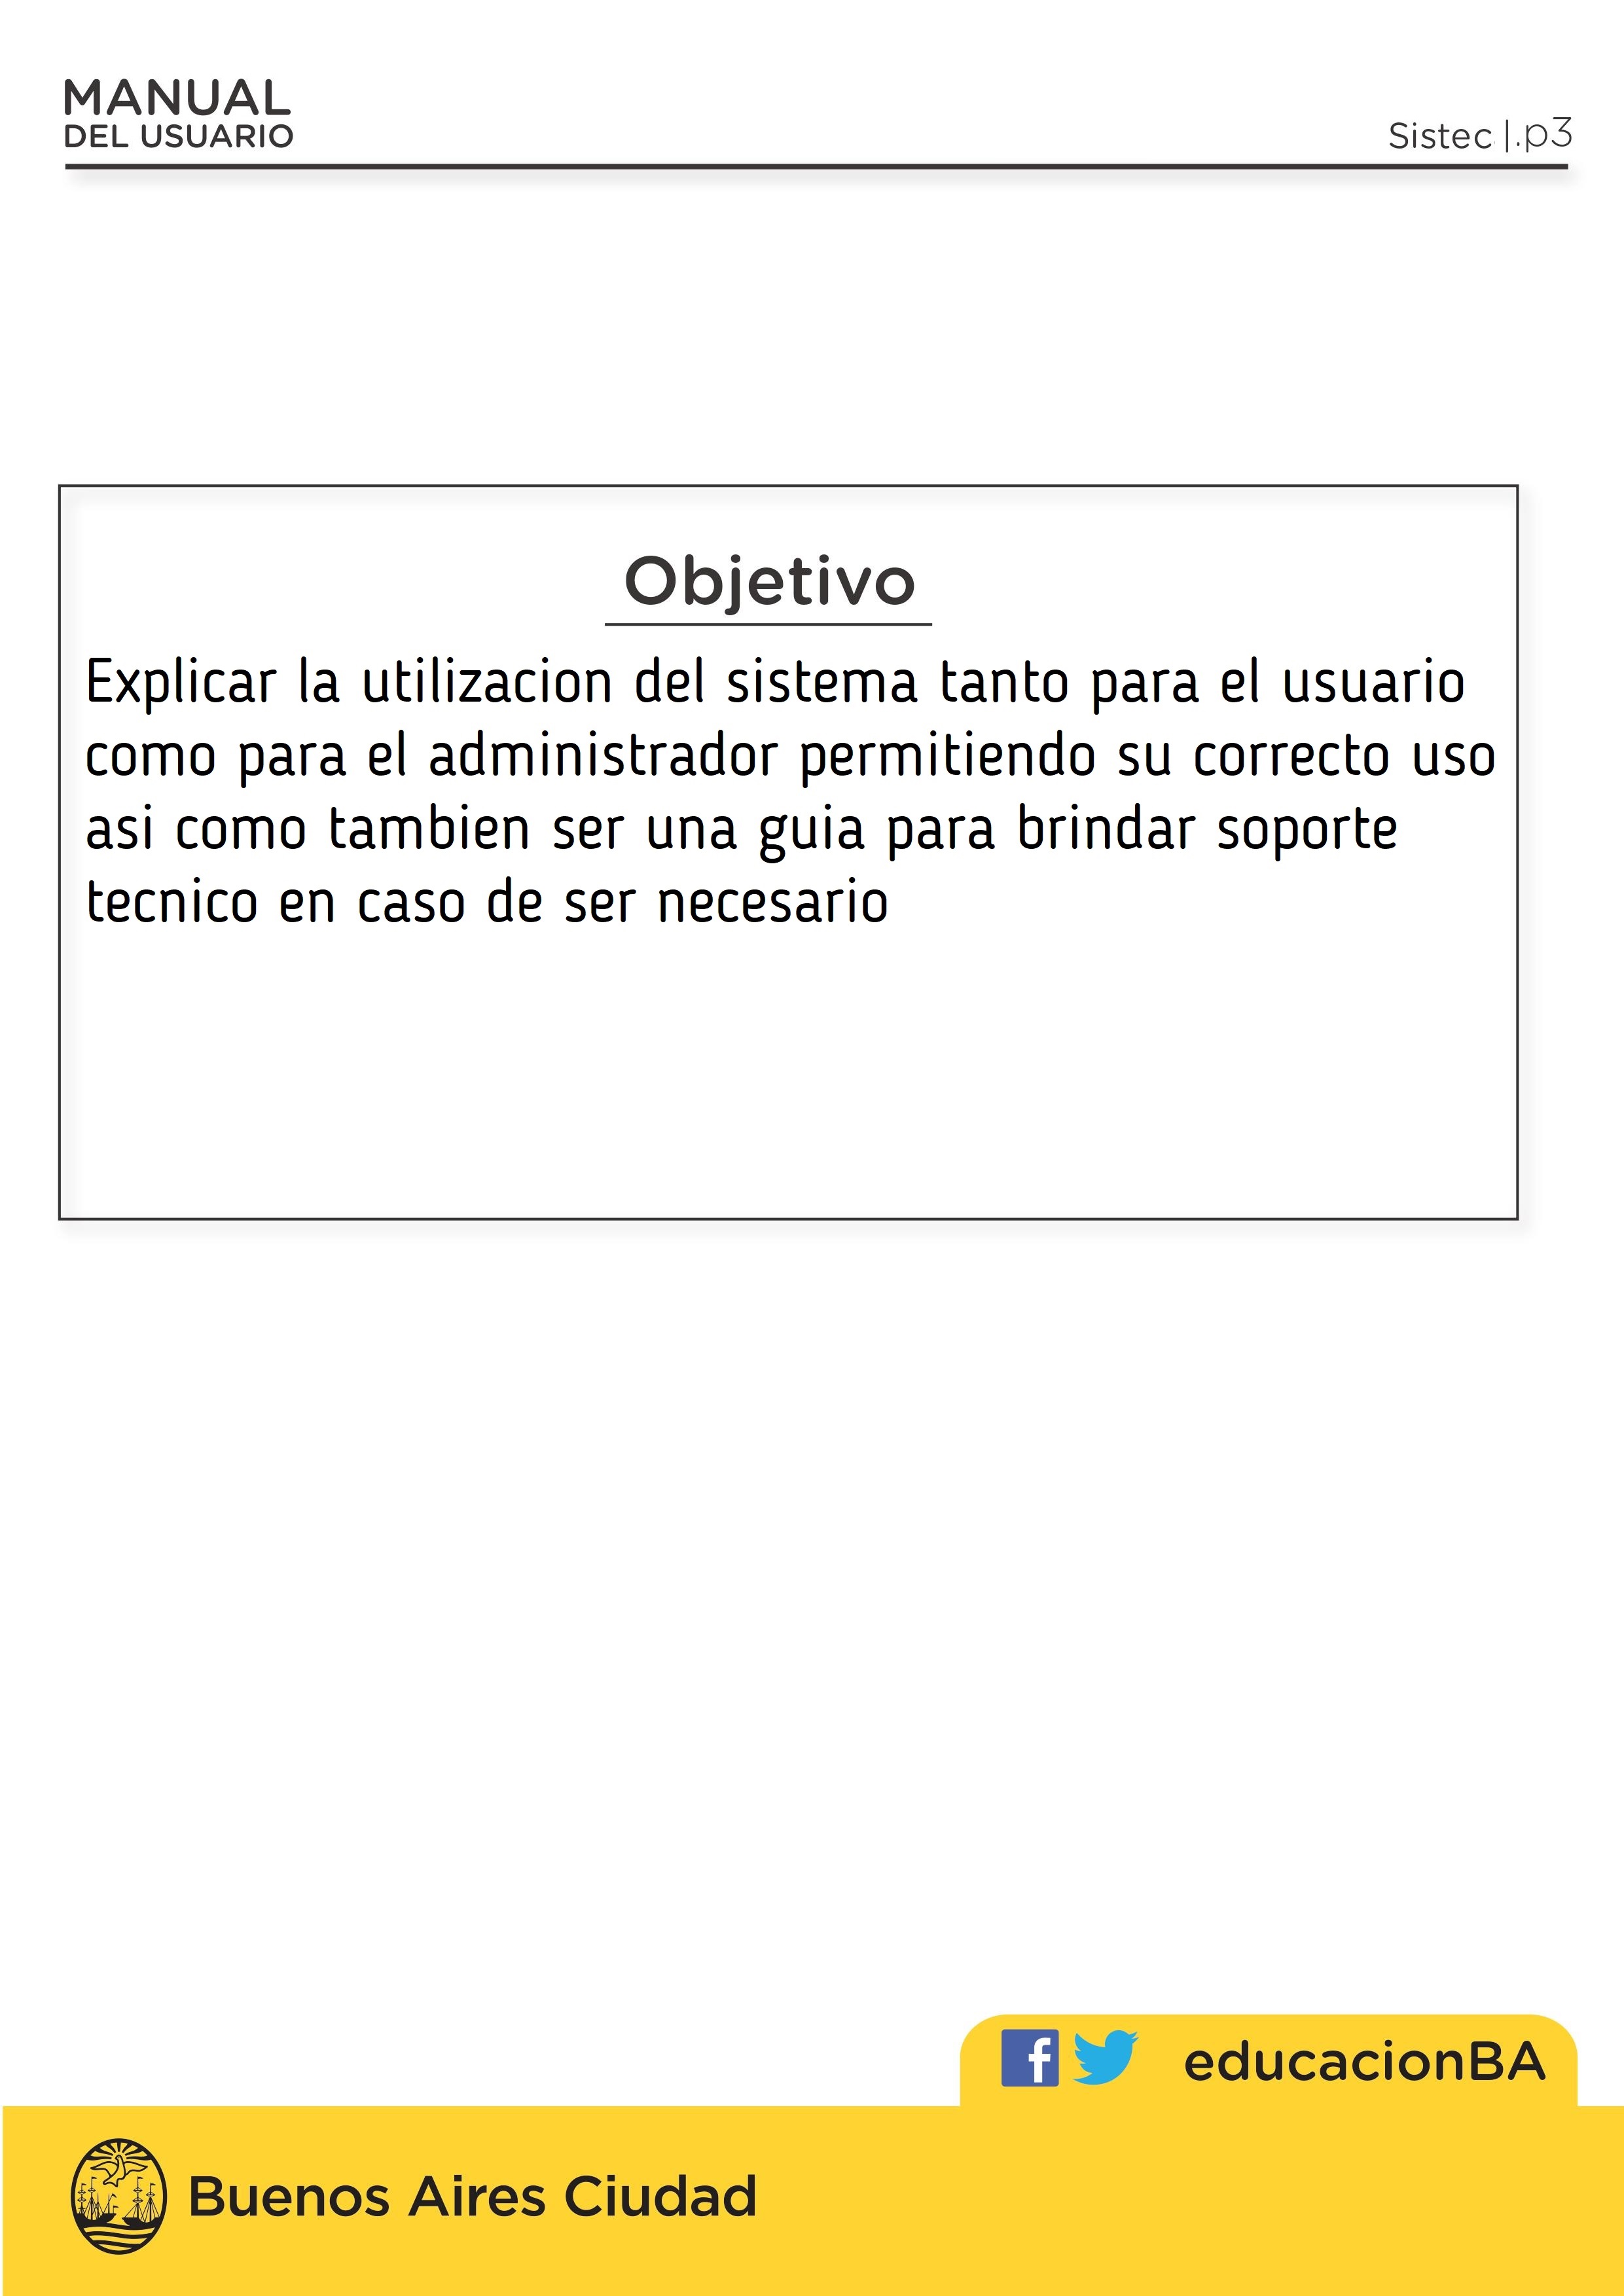 MANUAL
DEL USUARIO
Sistec |.p3
Objetivo
Explicar la utilizacion del sistema tanto para el usuario
como para el administrador permitiendo su correcto uso
asi como tambien ser una guia para brindar soporte
tecnico en caso de ser necesario
educacionBA
Buenos Aires Ciudad